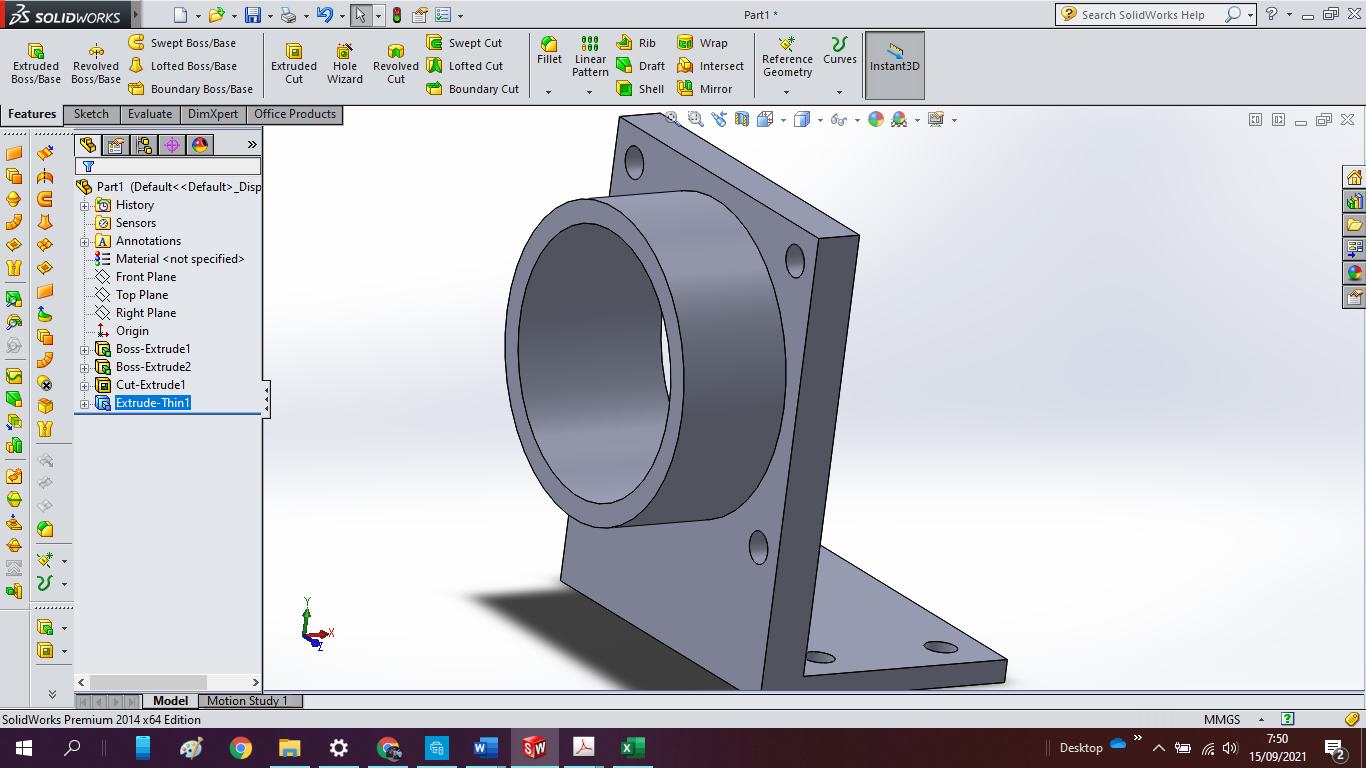 SOLIDWORKS
Part1 *
Search SolidWorks Help
Extruded Boss/Base
Revolved Boss/Base
Swept Boss/Base
Lofted Boss/Base
Boundary Boss/Base
Extruded Cut
Hole Wizard
Revolved Cut
Swept Cut
Lofted Cut
Boundary Cut
Fillet
Linear Pattern
Rib
Draft
Shell
Wrap
Intersect
Mirror
Reference Geometry
Curves
Instant3D
Features
Sketch
Evaluate
DimXpert
Office Products
Part1 (Default<<Default>_Disp
History
Sensors
Annotations
Material <not specified>
Front Plane
Top Plane
Right Plane
Origin
Boss-Extrude1
Boss-Extrude2
Cut-Extrude1
Extrude-Thin1
Y
X
Z
Model
Motion Study 1
SolidWorks Premium 2014 x64 Edition
MMGS
Desktop
7:50
15/09/2021
2